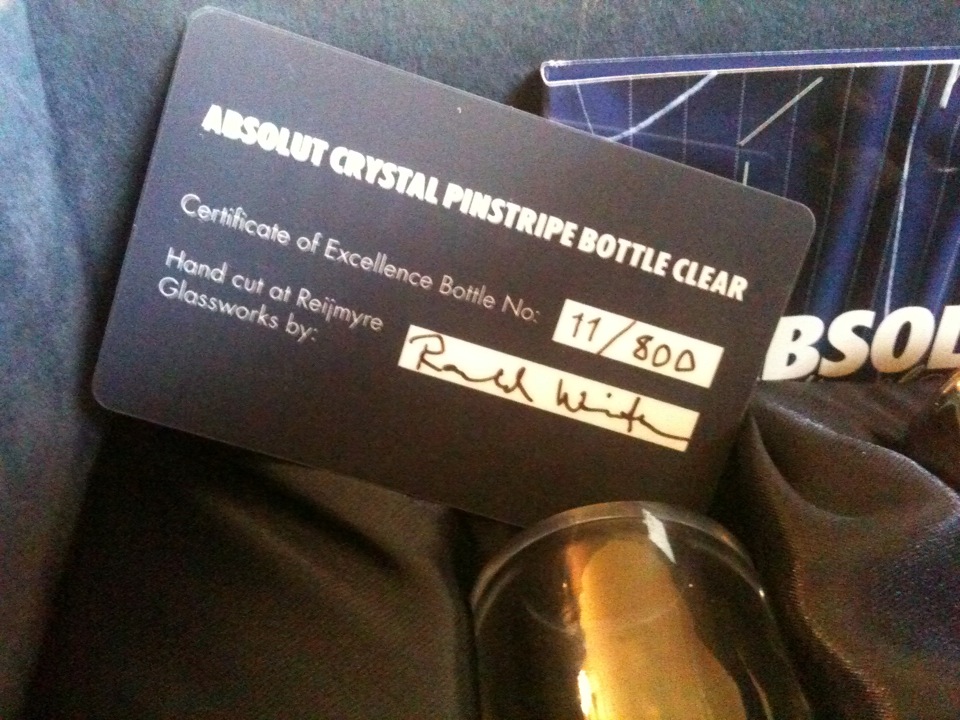 ABSOLUT CRYSTAL PINSTRIPE BOTTLE CLEAR
Certificate of Excellence Bottle No: 11/800
Hand cut at Reijmyre
Glassworks by:
Ronald
BSOL